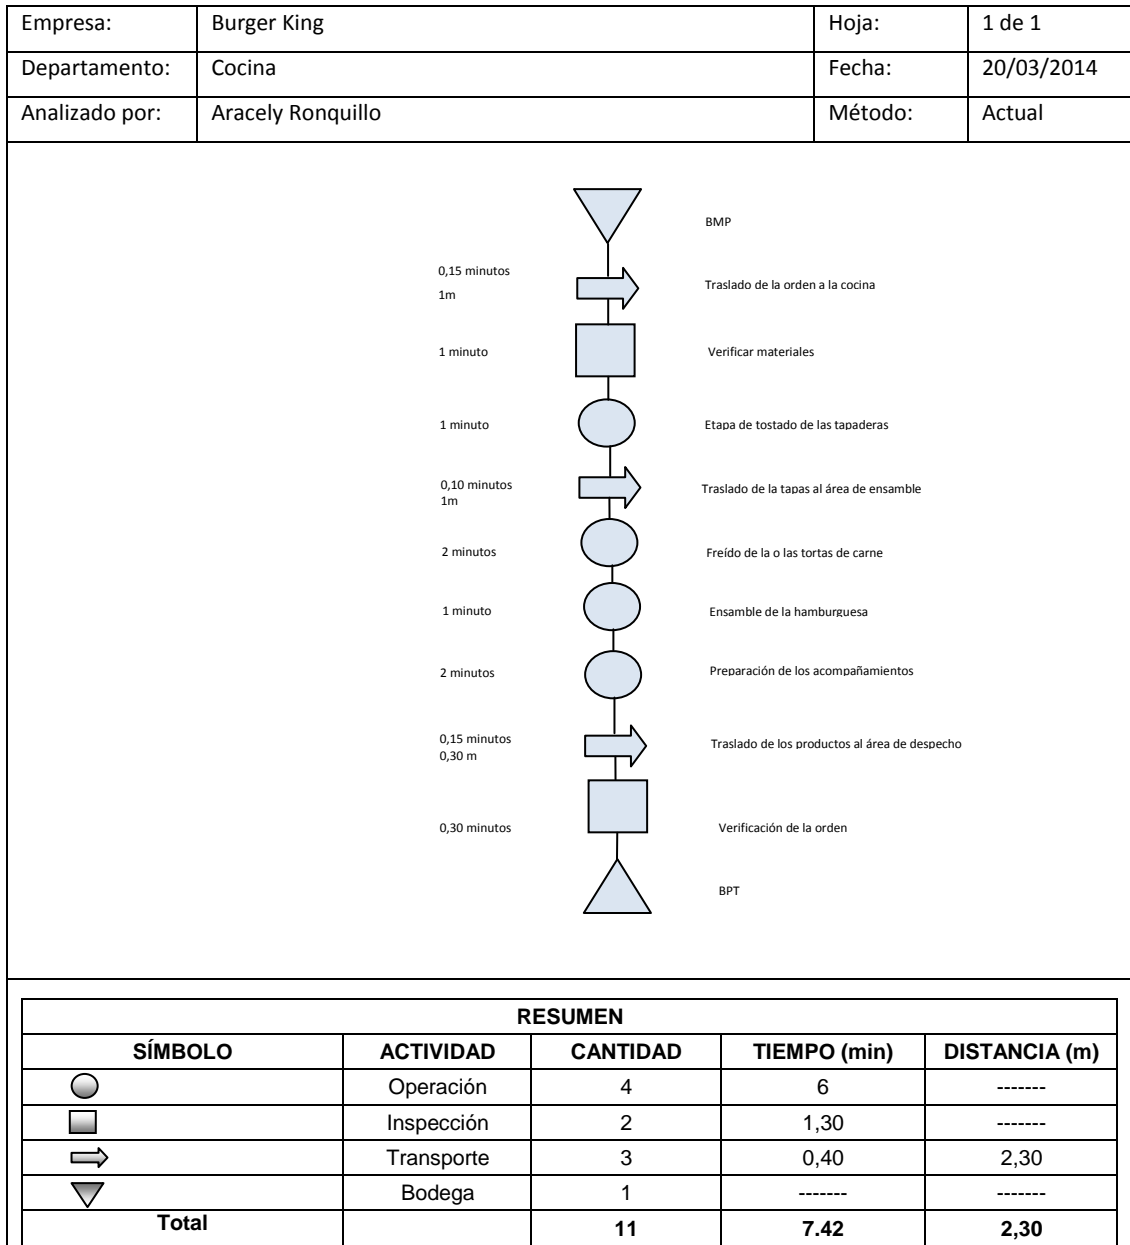 Empresa: Burger King Hoja: 1 de 1
Departamento: Cocina Fecha: 20/03/2014
Analizado por: Aracely Ronquillo Método: Actual
BMP
0,15 minutos
1m
Traslado de la orden a la cocina
1 minuto Verificar materiales
1 minuto Etapa de tostado de las tapaderas
0,10 minutos
1m
Traslado de la tapas al área de ensamble
2 minutos Freído de la o las tortas de carne
1 minuto Ensamble de la hamburguesa
2 minutos Preparación de los acompañamientos
0,15 minutos
0,30 m
Traslado de los productos al área de despecho
0,30 minutos Verificación de la orden
BPT
RESUMEN
SÍMBOLO ACTIVIDAD CANTIDAD TIEMPO (min) DISTANCIA (m)
Operación 4 6 -------
Inspección 2 1,30 -------
Transporte 3 0,40 2,30
Bodega 1 ------- -------
Total 11 7.42 2,30